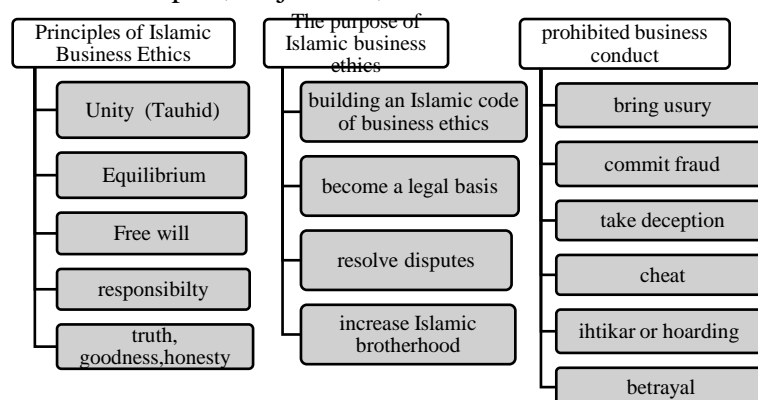 Principles of Islamic
Business Ethics
Unity (Tauhid)
Equilibrium
Free will
responsibilty
truth,
goodness,honesty
The purpose of
Islamic business
ethics
building an Islamic code
of business ethics
become a legal basis
resolve disputes
increase Islamic
brotherhood
prohibited business
conduct
bring usury
commit fraud
take deception
cheat
ihtikar or hoarding
betrayal